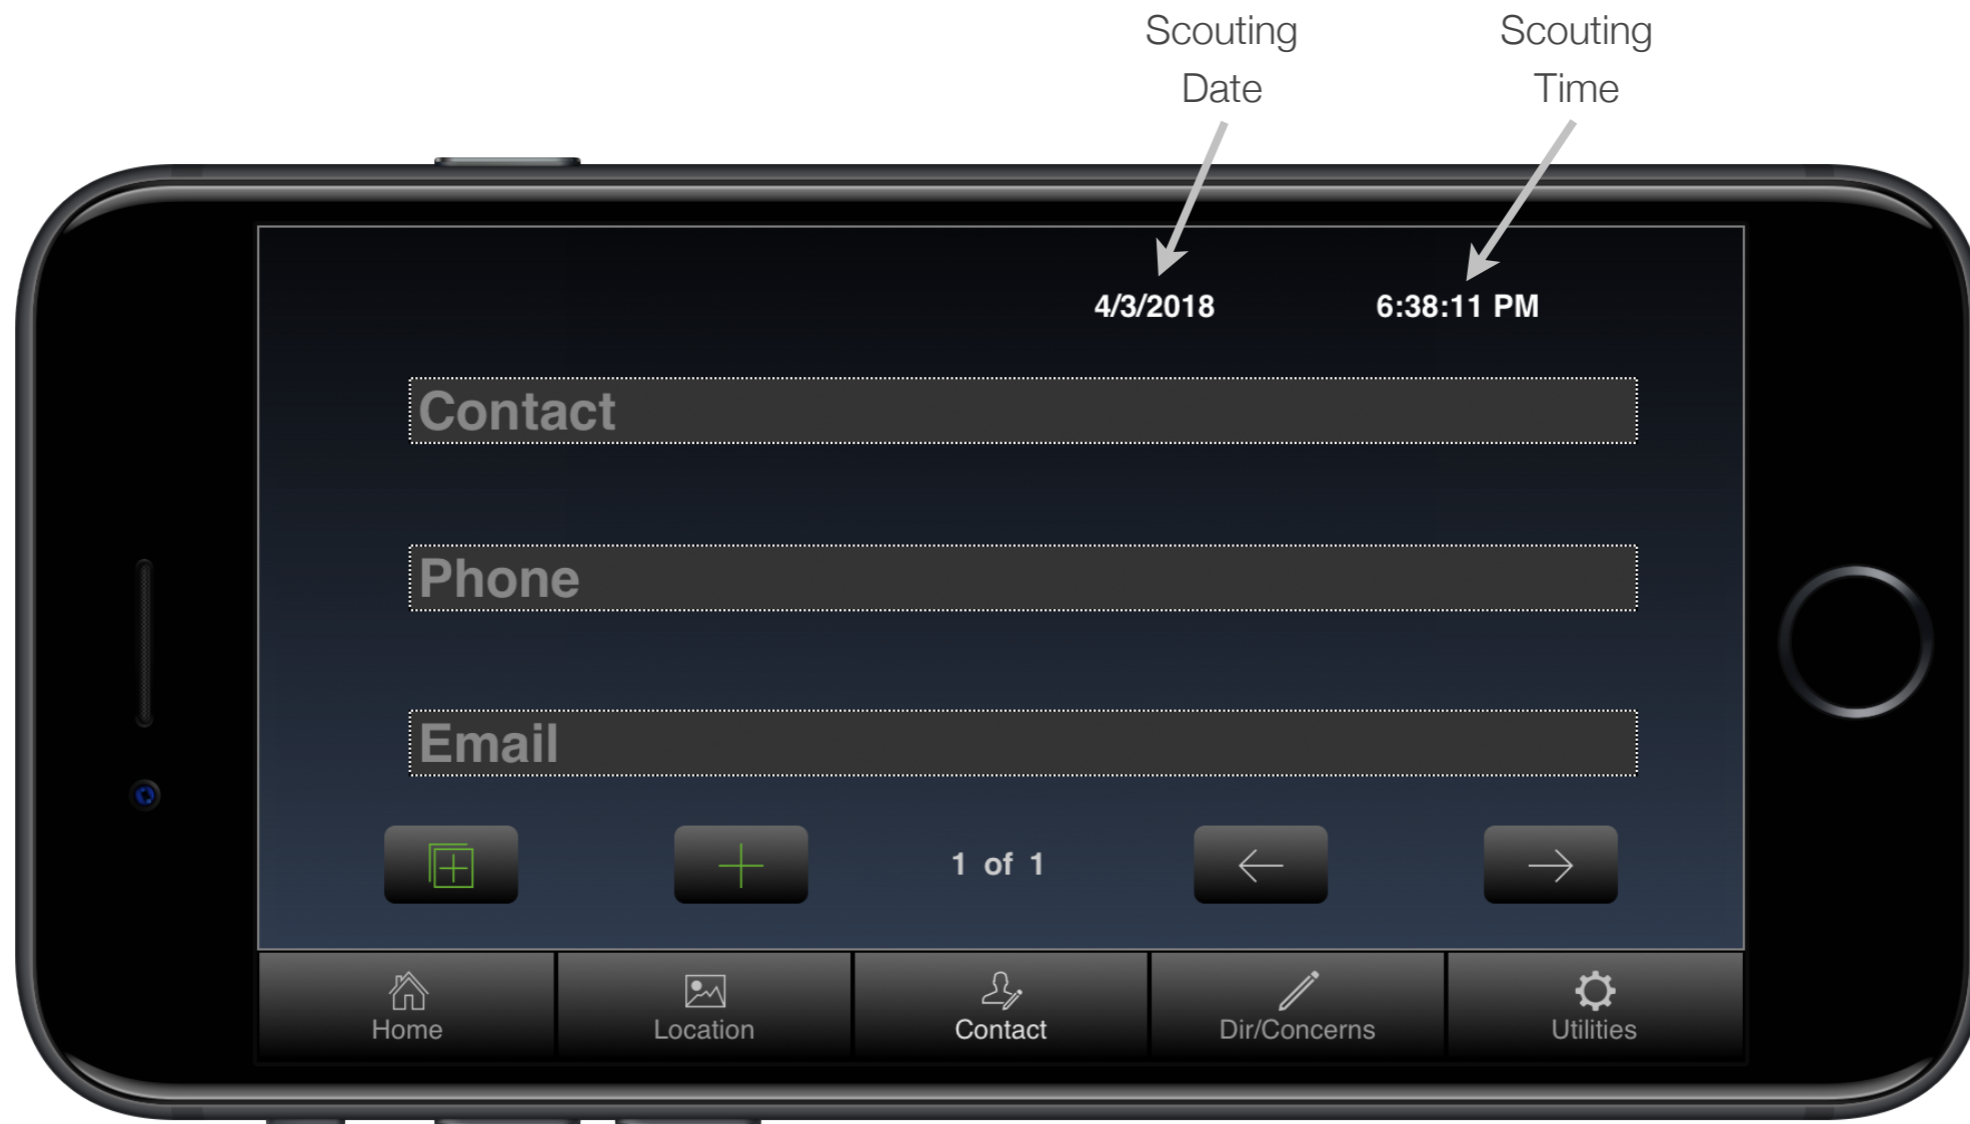 Scouting
Date
Scouting
Time
4/3/2018
6:38:11 PM
Contact
Phone
Email
1 of 1
Home
Location
Contact
Dir/Concerns
Utilities